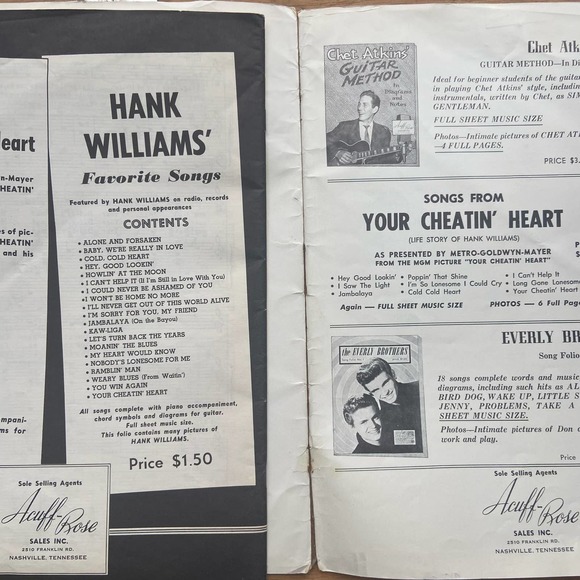 Heart
n-Mayer
HEATIN'
es of pic-
HEATIN'
and his
ompani-
ms for
HANK
WILLIAMS'
Favorite Songs
Featured by HANK WILLIAMS on radio, records
and personal appearances
CONTENTS
• ALONE AND FORSAKEN
• BABY, WE'RE REALLY IN LOVE
• COLD, COLD HEART
• HEY, GOOD LOOKIN'
• HOWLIN' AT THE MOON
• I CAN'T HELP IT (If I'm Still in Love With You)
• I COULD NEVER BE ASHAMED OF YOU
• I WON'T BE HOME NO MORE
• I'LL NEVER GET OUT OF THIS WORLD ALIVE
• I'M SORRY FOR YOU, MY FRIEND
• JAMBALAYA (On the Bayou)
• KAW-LIGA
• LET'S TURN BACK THE YEARS
• MOANIN' THE BLUES
• MY HEART WOULD KNOW
• NOBODY'S LONESOME FOR ME
• RAMBLIN' MAN
• WEARY BLUES (From Waitin')
• YOU WIN AGAIN
• YOUR CHEATIN' HEART
All songs complete with piano accompaniment,
chord symbols and diagrams for guitar.
Full sheet music size.
This folio contains many pictures of
HANK WILLIAMS.
Price $1.50
Sole Selling Agents
Acuff-Rose
SALES INC.
2510 FRANKLIN RD.
NASHVILLE, TENNESSEE
Chet Atkins'
GUITAR
METHOD
In
Diagrams
and
Notes
Chet Atki
GUITAR METHOD—In Di
Ideal for beginner students of the guita
in playing Chet Atkins' style, includin
instrumentals, written by Chet, as SIM
GENTLEMAN.
FULL SHEET MUSIC SIZE
Photos—Intimate pictures of CHET A
—4 FULL PAGES.
PRICE $
SONGS FROM
YOUR CHEATIN' HEART
(LIFE STORY OF HANK WILLIAMS)
AS PRESENTED BY METRO-GOLDWYN-MAYER
FROM THE MGM PICTURE "YOUR CHEATIN' HEART"
• Hey Good Lookin' • Poppin' That Shine • I Can't Help It
• I Saw The Light • I'm So Lonesome I Could Cry • Long Gone Lonesom
• Jambalaya • Cold Cold Heart • Your Cheatin' Heart
Again — FULL SHEET MUSIC SIZE PHOTOS — 6 Full Page
EVERLY BR
Song Folio
the EVERLY BROTHERS
18 songs complete words and music
diagrams, including such hits as AL
BIRD DOG, WAKE UP, LITTLE S
JENNY, PROBLEMS, TAKE A
SHEET MUSIC SIZE.
Photos—Intimate pictures of Don a
work and play.
Price
Sole Selling Agents
Acuff-Rose
SALES INC.
2510 FRANKLIN RD.
NASHVILLE, TENNESSEE